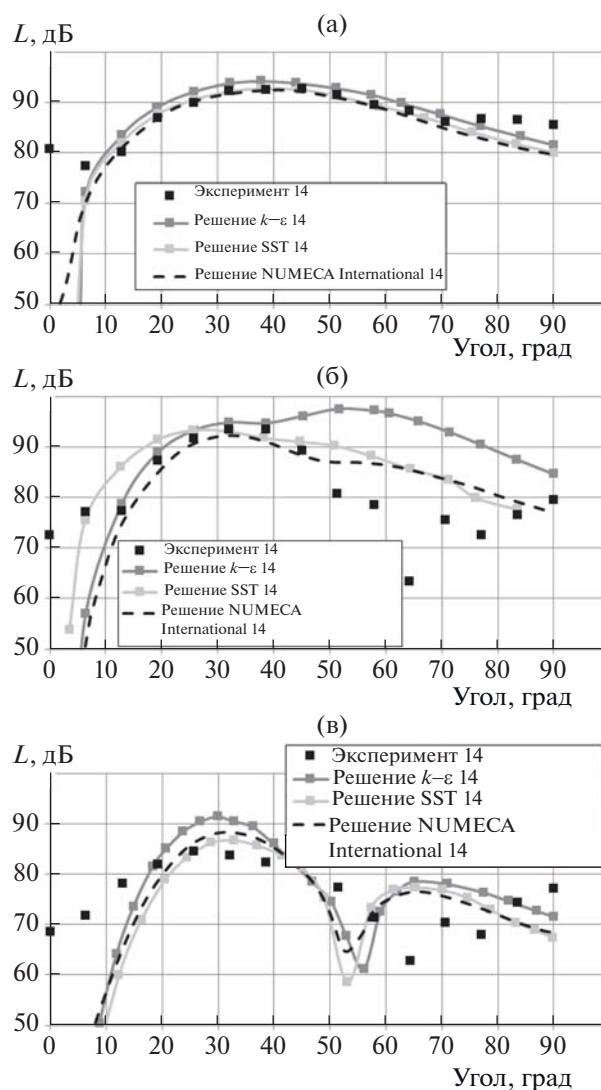 (а)
L, дБ
90
80
70
60
50
Эксперимент 14
Решение k–ε 14
Решение SST 14
Решение NUMECA International 14
0 10 20 30 40 50 60 70 80 90
Угол, град
(б)
L, дБ
90
80
70
60
50
Эксперимент 14
Решение k–ε 14
Решение SST 14
Решение NUMECA
International 14
0 10 20 30 40 50 60 70 80 90
Угол, град
(в)
L, дБ
90
80
70
60
50
Эксперимент 14
Решение k–ε 14
Решение SST 14
Решение NUMECA
International 14
0 10 20 30 40 50 60 70 80 90
Угол, град